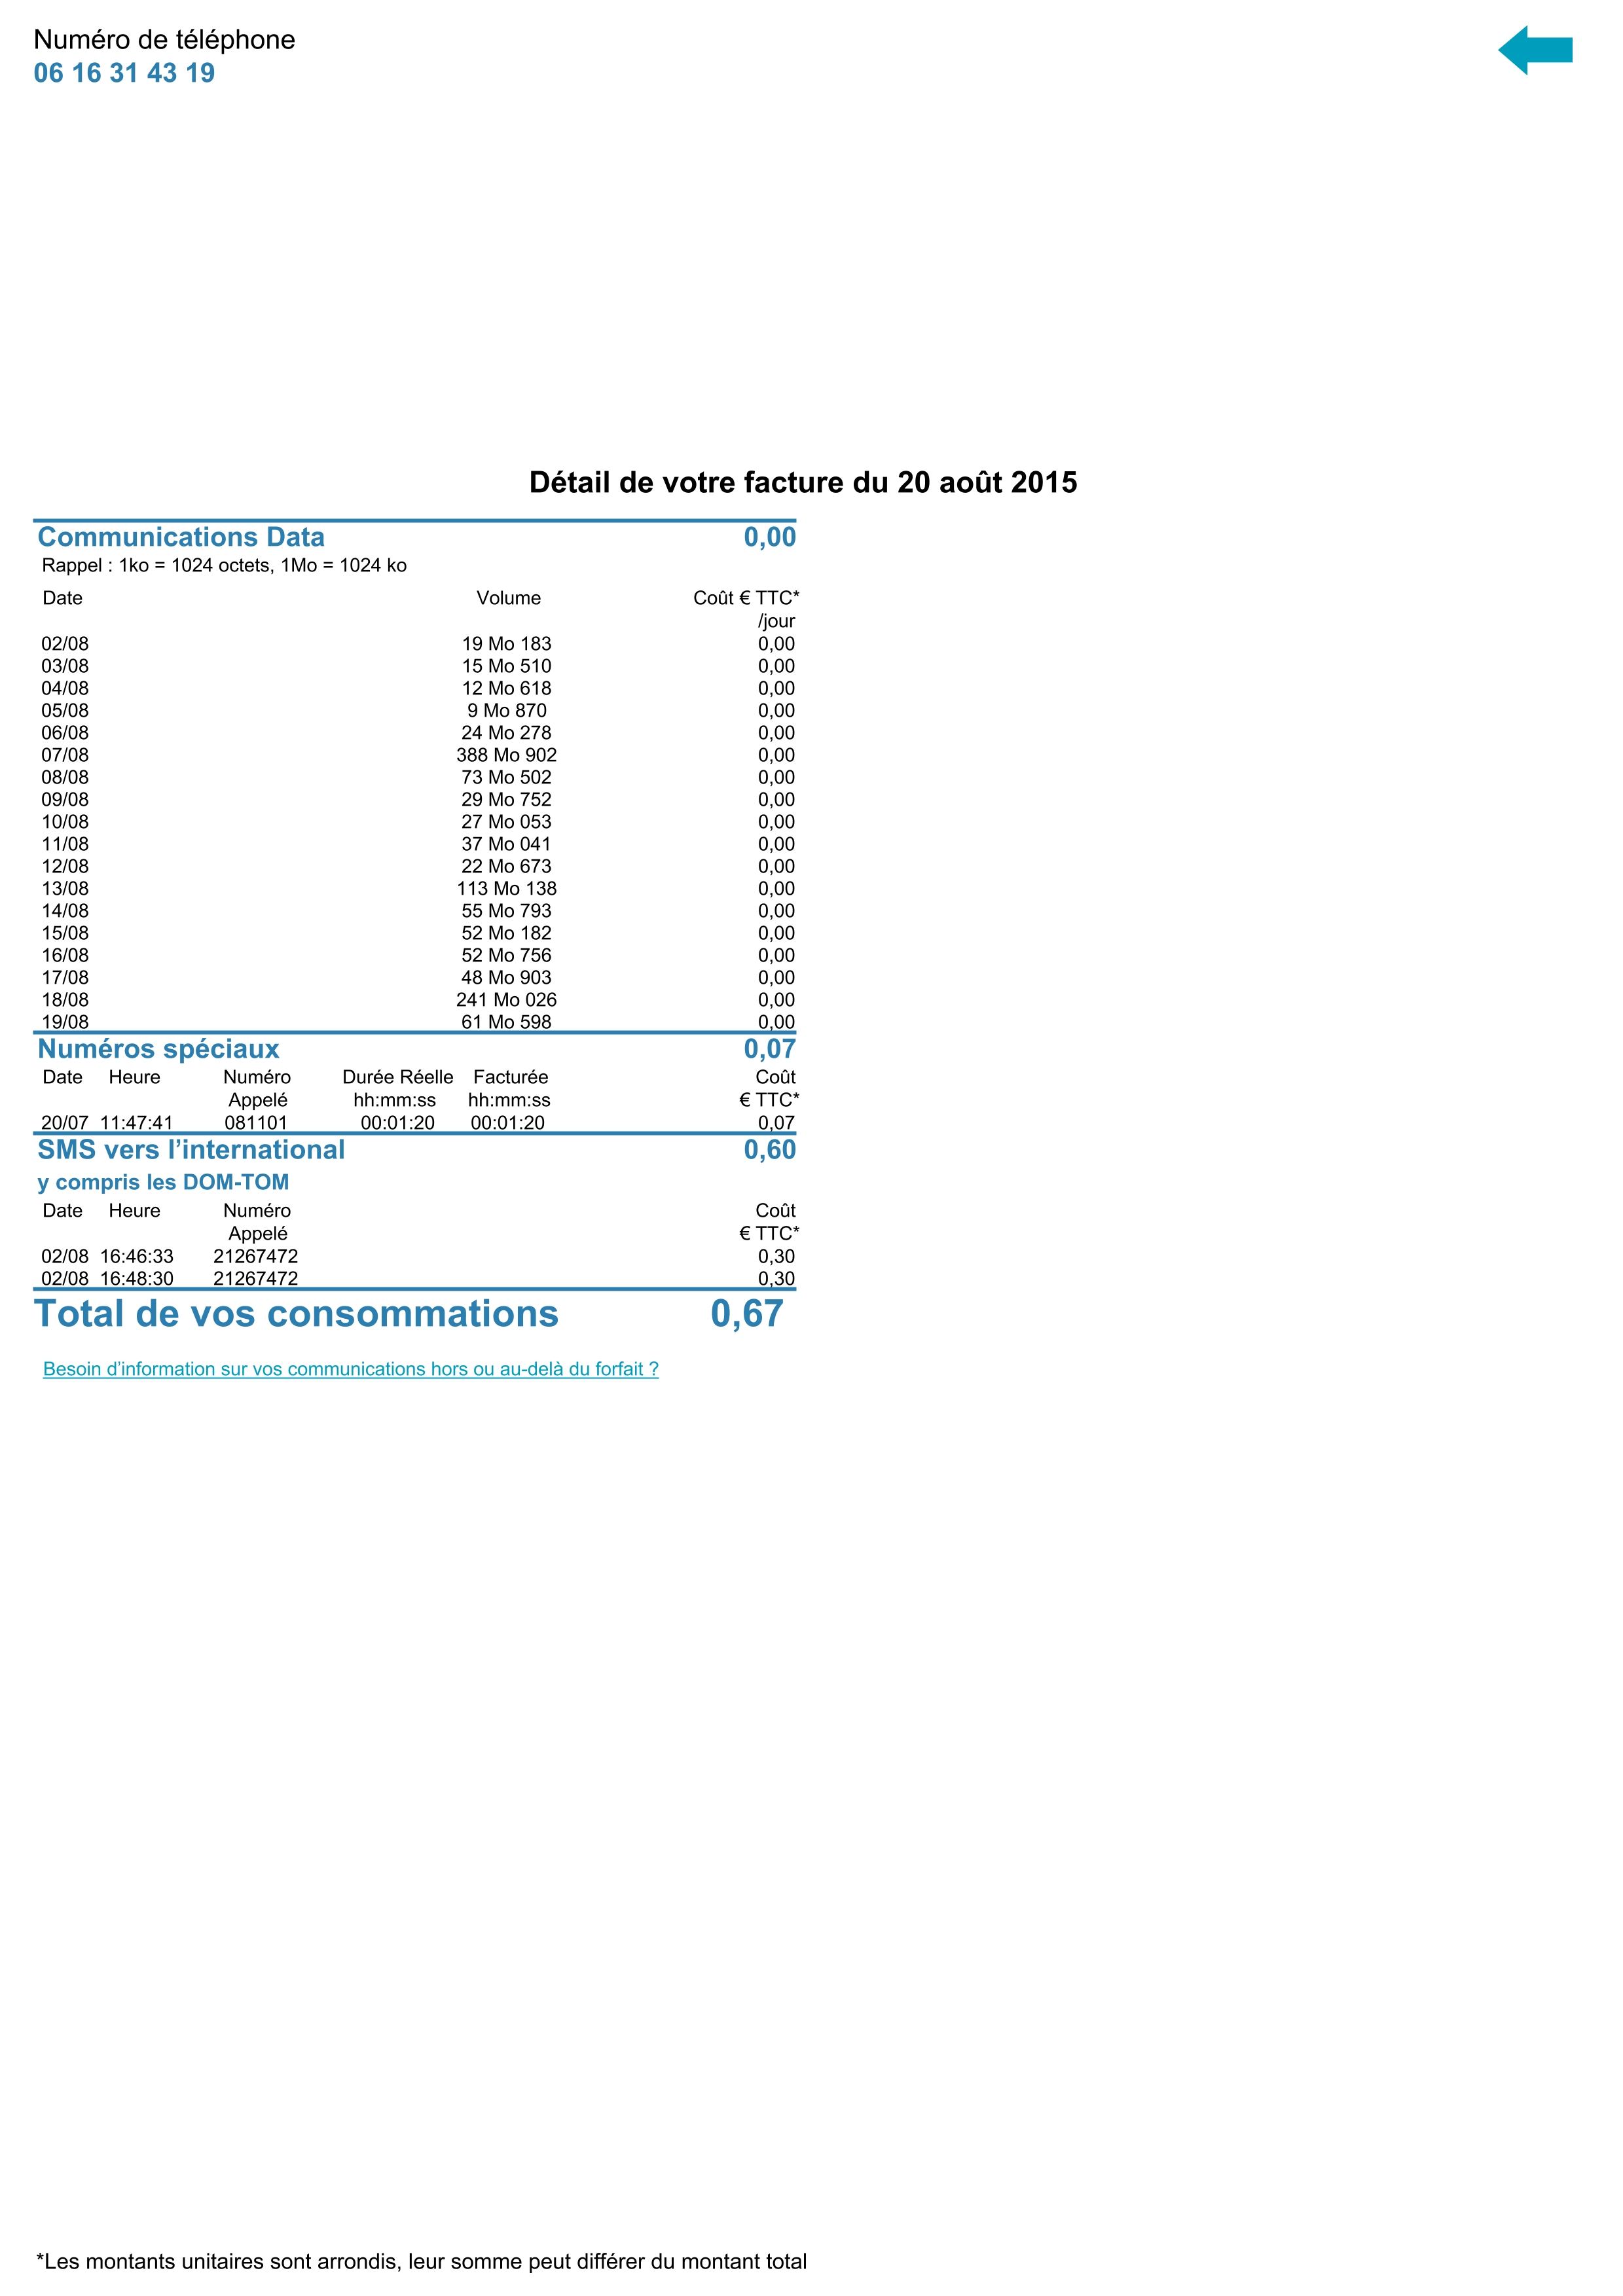 Numéro de téléphone
06 16 31 43 19
Détail de votre facture du 20 août 2015
Communications Data 0,00
Rappel : 1ko = 1024 octets, 1Mo = 1024 ko
Date Volume Coût € TTC*
/jour
02/08 19 Mo 183 0,00
03/08 15 Mo 510 0,00
04/08 12 Mo 618 0,00
05/08 9 Mo 870 0,00
06/08 24 Mo 278 0,00
07/08 388 Mo 902 0,00
08/08 73 Mo 502 0,00
09/08 29 Mo 752 0,00
10/08 27 Mo 053 0,00
11/08 37 Mo 041 0,00
12/08 22 Mo 673 0,00
13/08 113 Mo 138 0,00
14/08 55 Mo 793 0,00
15/08 52 Mo 182 0,00
16/08 52 Mo 756 0,00
17/08 48 Mo 903 0,00
18/08 241 Mo 026 0,00
19/08 61 Mo 598 0,00
Numéros spéciaux 0,07
Date Heure Numéro Durée Réelle Facturée Coût
Appelé hh:mm:ss hh:mm:ss € TTC*
20/07 11:47:41 081101 00:01:20 00:01:20 0,07
SMS vers l’international 0,60
y compris les DOM-TOM
Date Heure Numéro Coût
Appelé € TTC*
02/08 16:46:33 21267472 0,30
02/08 16:48:30 21267472 0,30
Total de vos consommations 0,67
Besoin d’information sur vos communications hors ou au-delà du forfait ?
*Les montants unitaires sont arrondis, leur somme peut différer du montant total